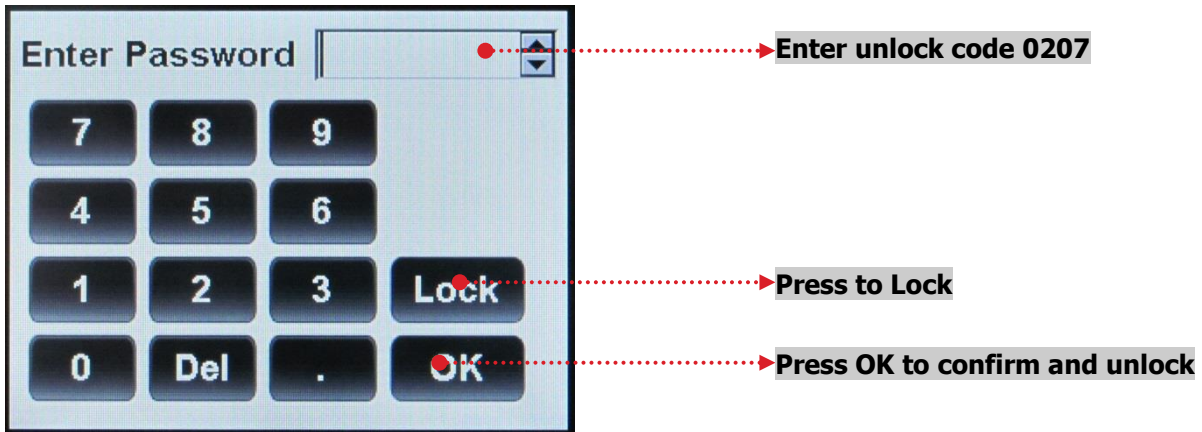 Enter Password
Enter unlock code 0207
7 8 9
4 5 6
1 2 3 Lock
Press to Lock
0 Del . OK
Press OK to confirm and unlock